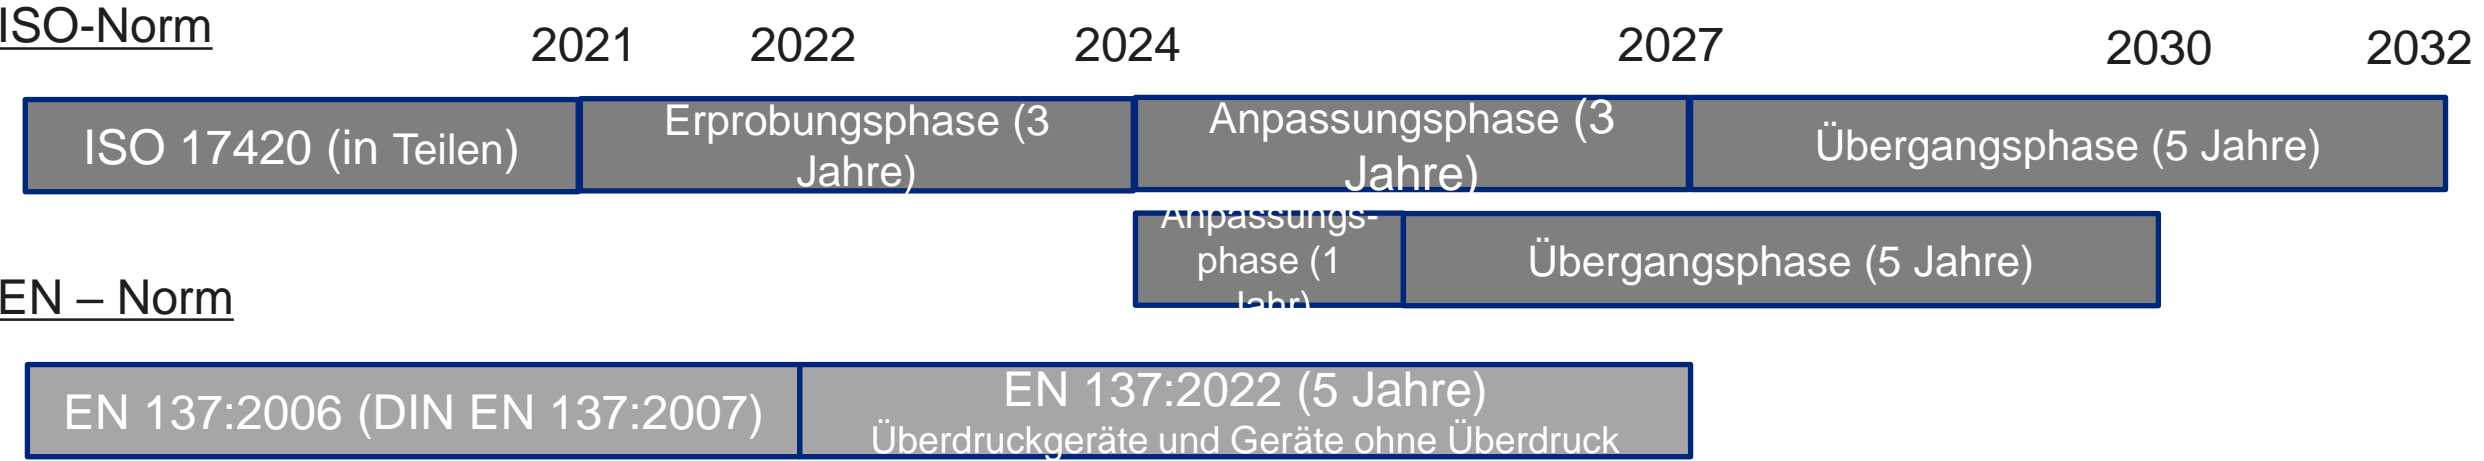 ISO-Norm
2021 2022 2024 2027 2030 2032
ISO 17420 (in Teilen)
Erprobungsphase (3
Jahre)
Anpassungsphase (3
Jahre)
Übergangsphase (5 Jahre)
Anpassungs-
phase (1
Jahr)
Übergangsphase (5 Jahre)
EN – Norm
EN 137:2006 (DIN EN 137:2007)
EN 137:2022 (5 Jahre)
Überdruckgeräte und Geräte ohne Überdruck